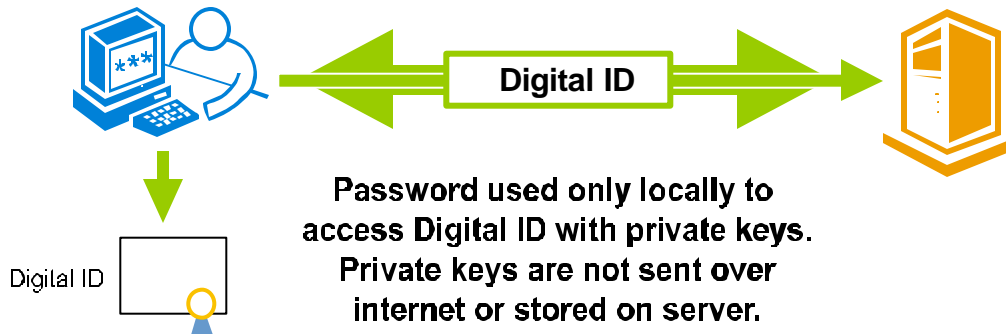 ***
Digital ID
Password used only locally to
access Digital ID with private keys.
Private keys are not sent over
internet or stored on server.
Digital ID